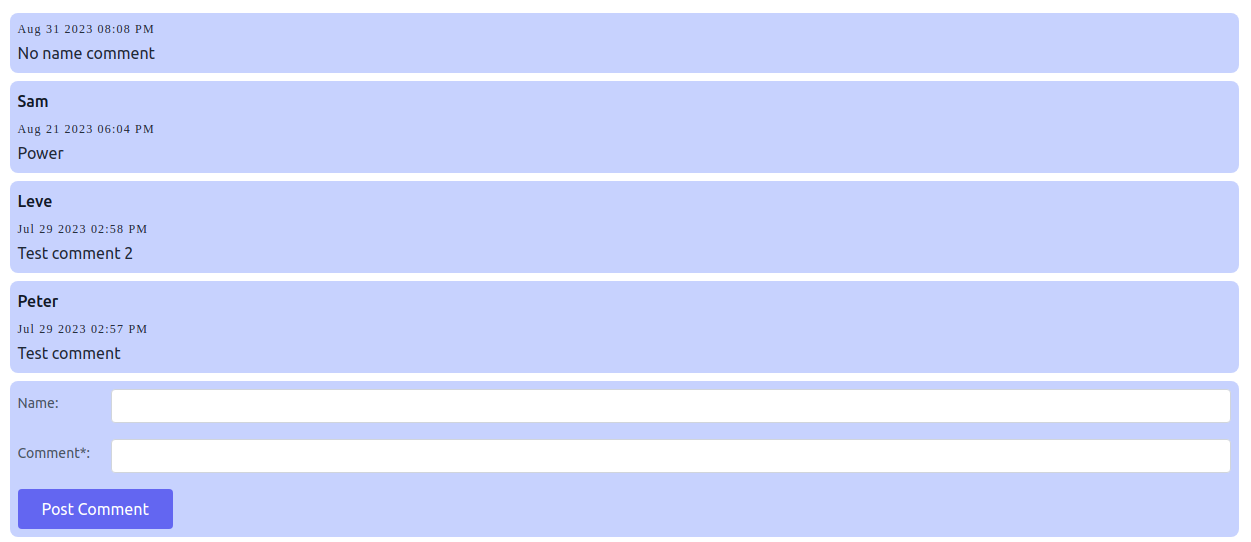 Aug 31 2023 08:08 PM
No name comment
Sam
Aug 21 2023 06:04 PM
Power
Leve
Jul 29 2023 02:58 PM
Test comment 2
Peter
Jul 29 2023 02:57 PM
Test comment
Name:
Comment*:
Post Comment